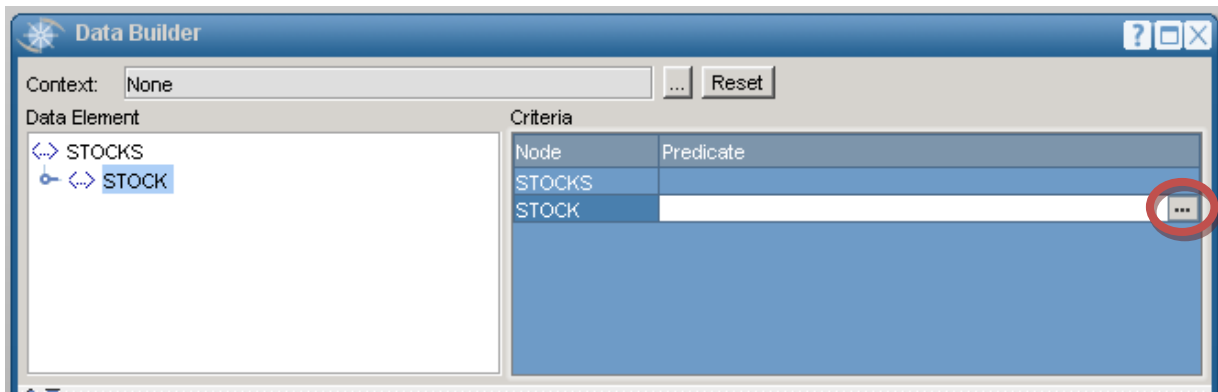 Data Builder
Context: None ... Reset
Data Element
Criteria
STOCKS
STOCK
Node Predicate
STOCKS
STOCK ...